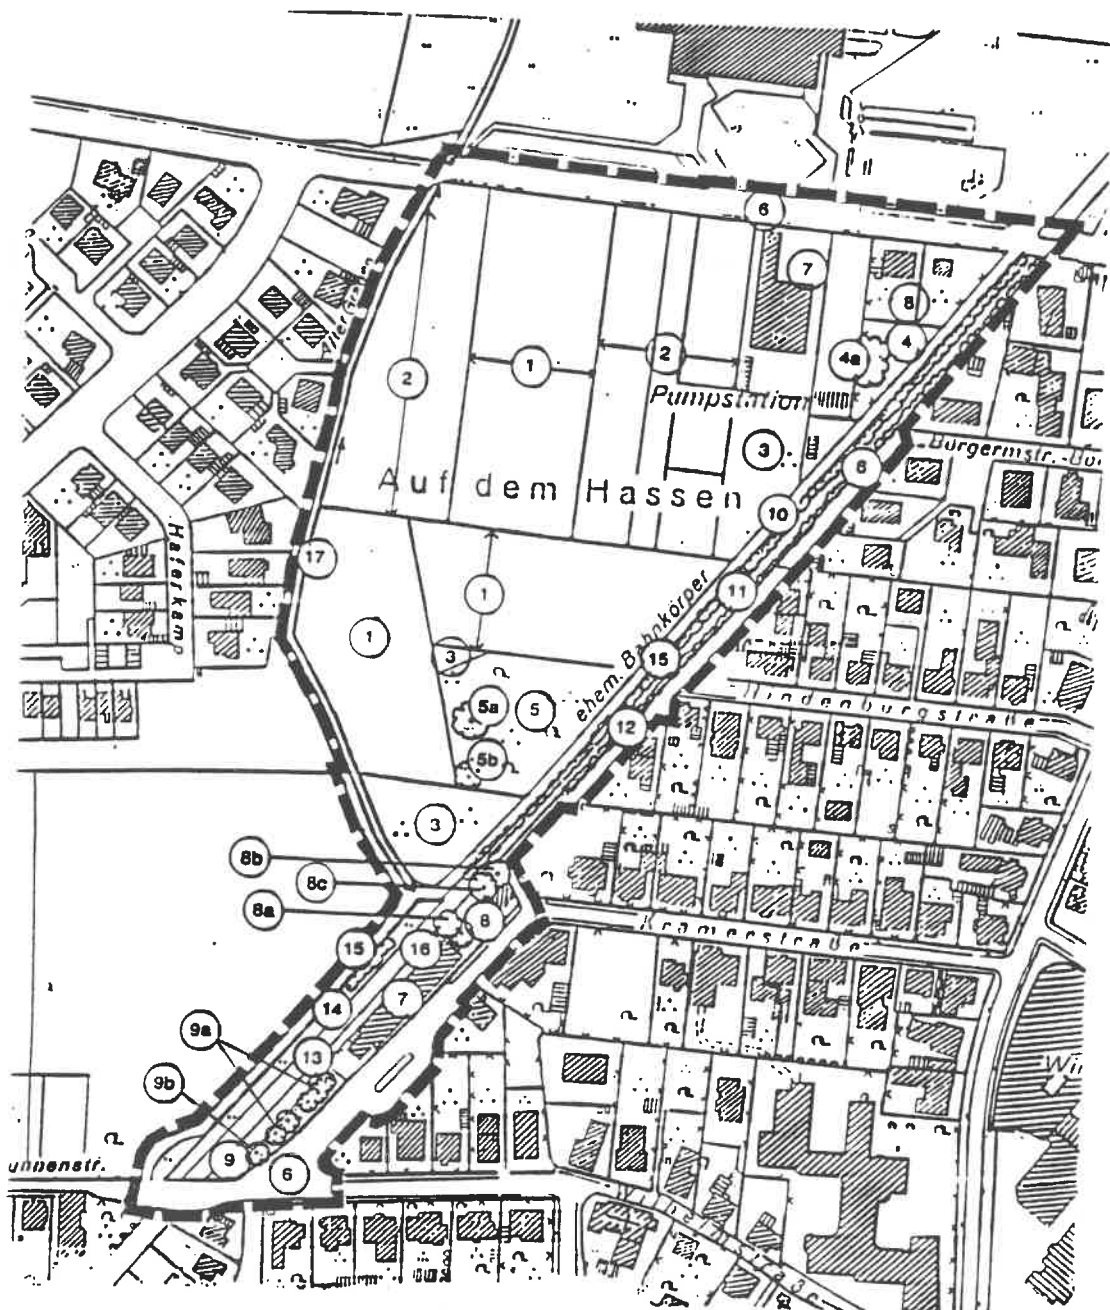 6
7
8
4
4a
2
1
2
Pumpstation
3
Bürgermstr.-
6
Auf dem Hassen
10
17
Haferkamp
11
1
1
3
ehem. Bahnkörper
15
5a
5
12
Hindenburgstraße
5b
3
8b
8c
8a
8
Kramerstraße
15
16
14
7
9a
13
9b
9
6